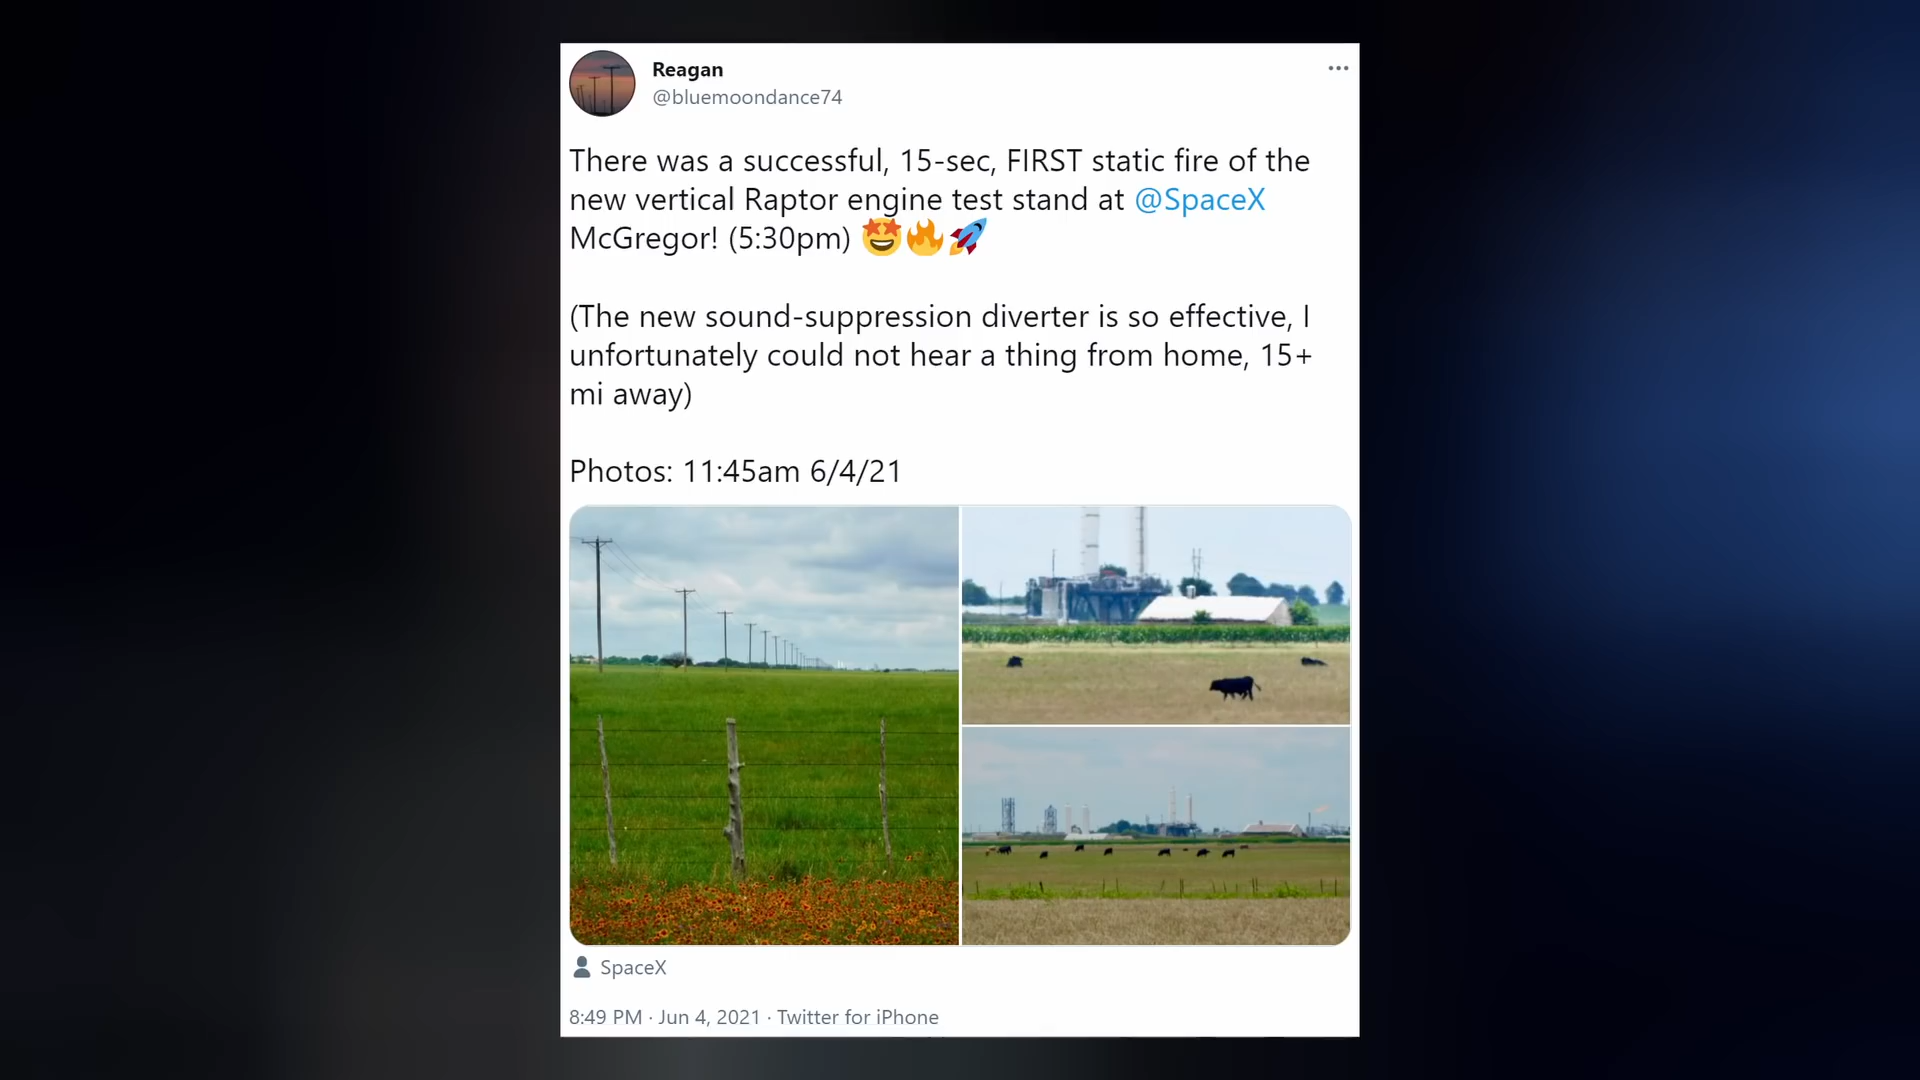 Reagan
@bluemoondance74
There was a successful, 15-sec, FIRST static fire of the
new vertical Raptor engine test stand at @SpaceX
McGregor! (5:30pm) 🤩🔥🚀
(The new sound-suppression diverter is so effective, I
unfortunately could not hear a thing from home, 15+
mi away)
Photos: 11:45am 6/4/21
SpaceX
8:49 PM · Jun 4, 2021 · Twitter for iPhone